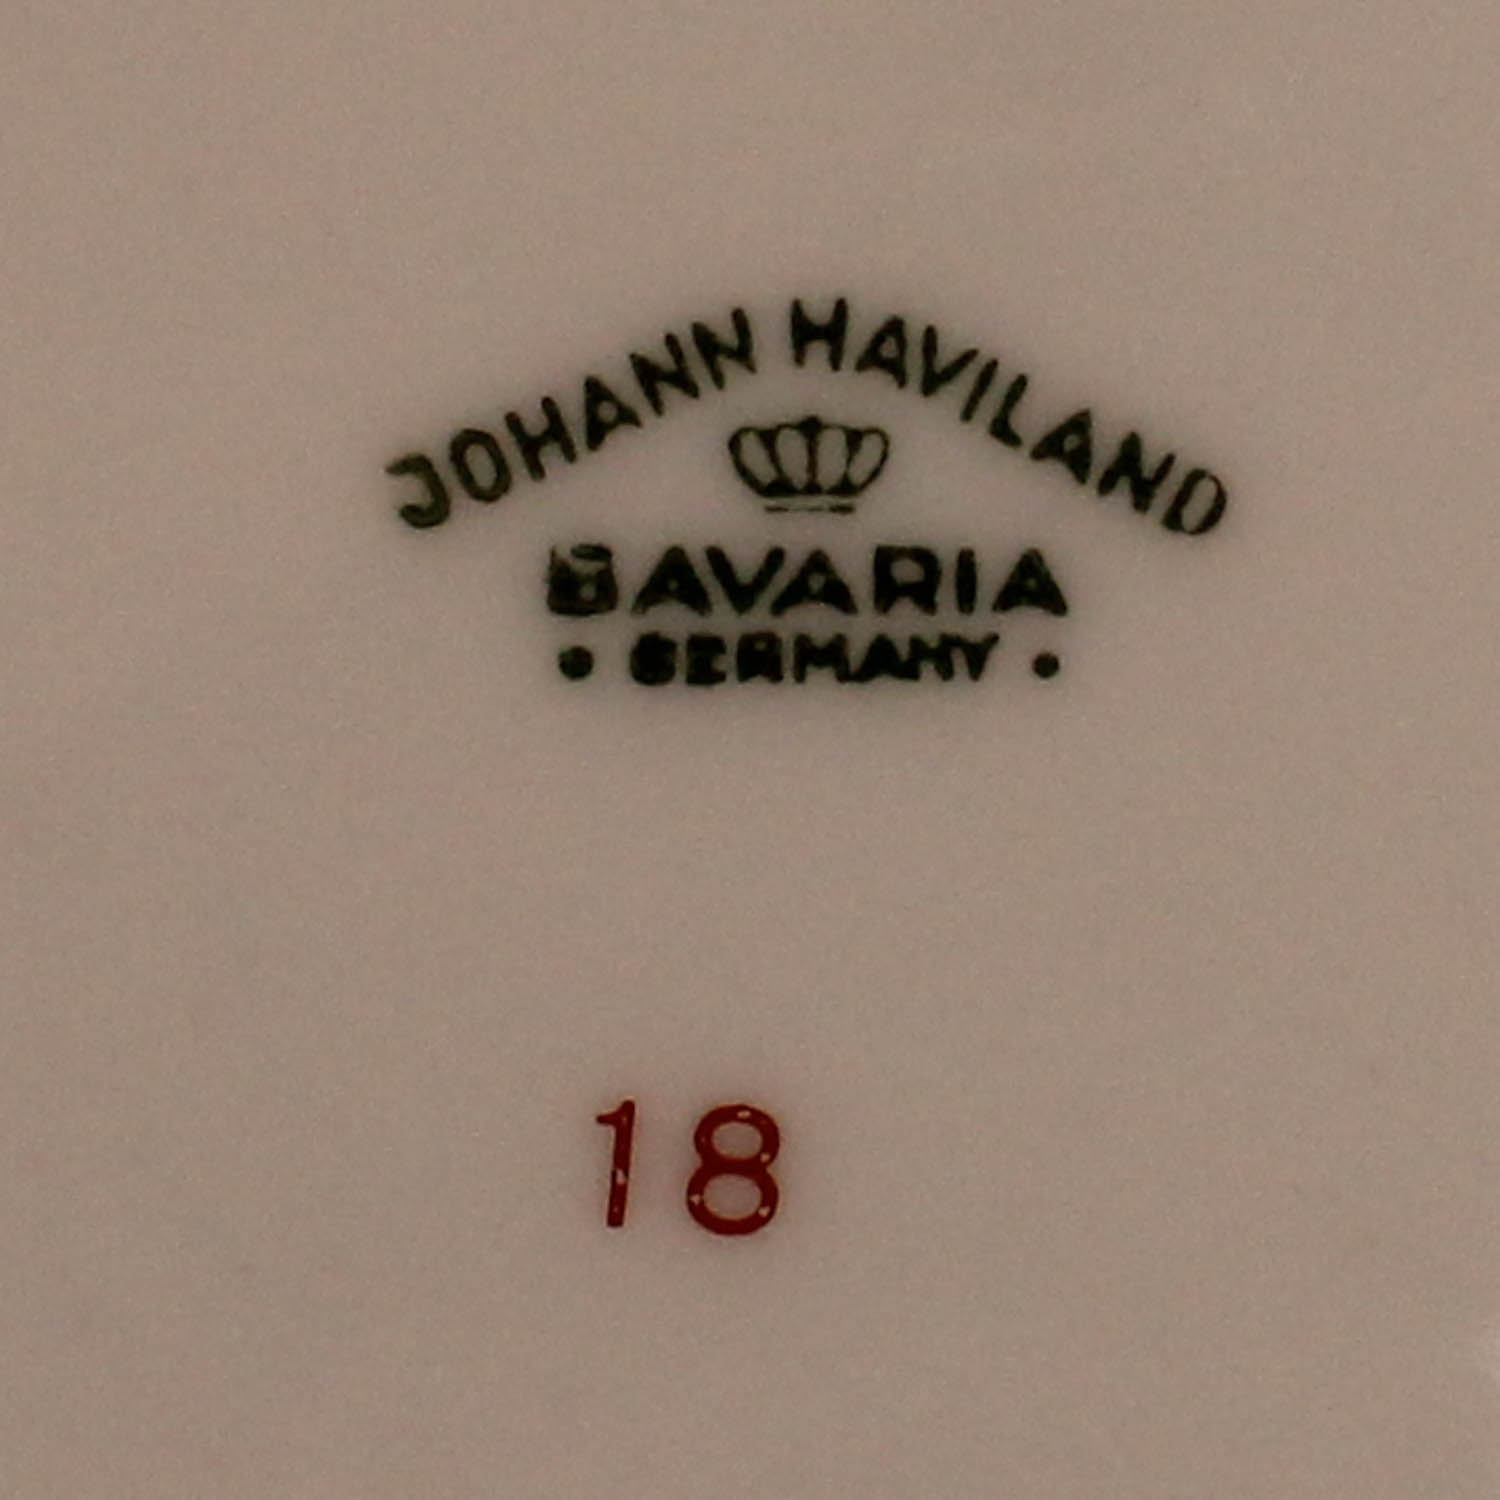 JOHANN HAVILAND
BAVARIA
• GERMANY •
18